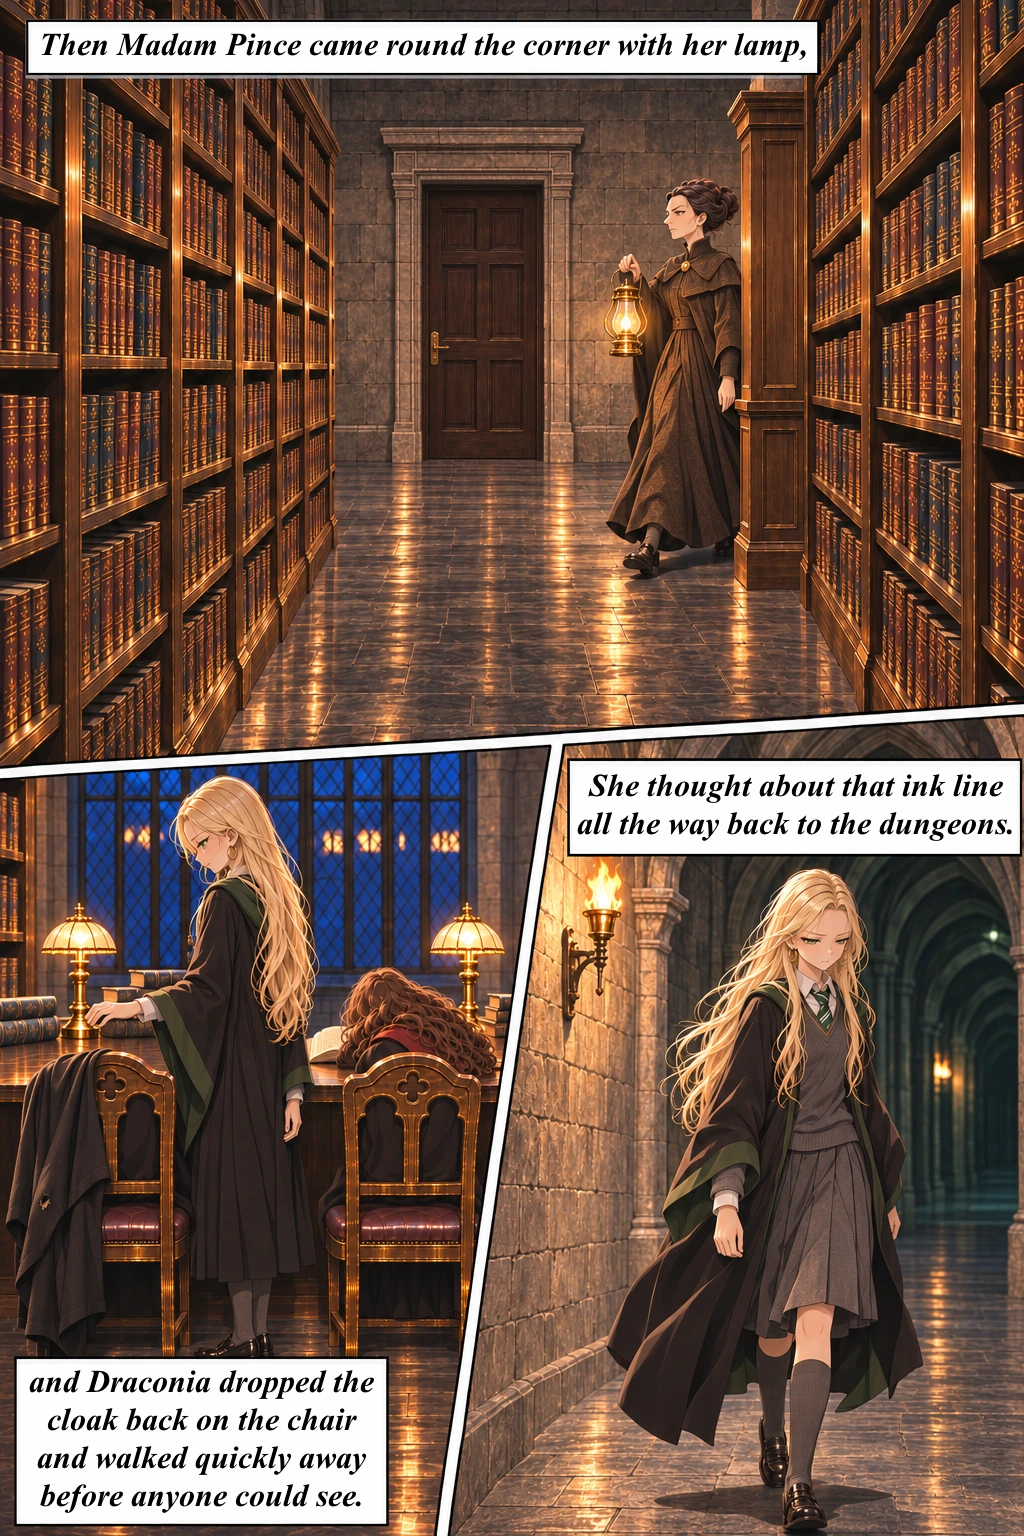 Then Madam Pince came round the corner with her lamp,
and Draconia dropped the
cloak back on the chair
and walked quickly away
before anyone could see.
She thought about that ink line
all the way back to the dungeons.